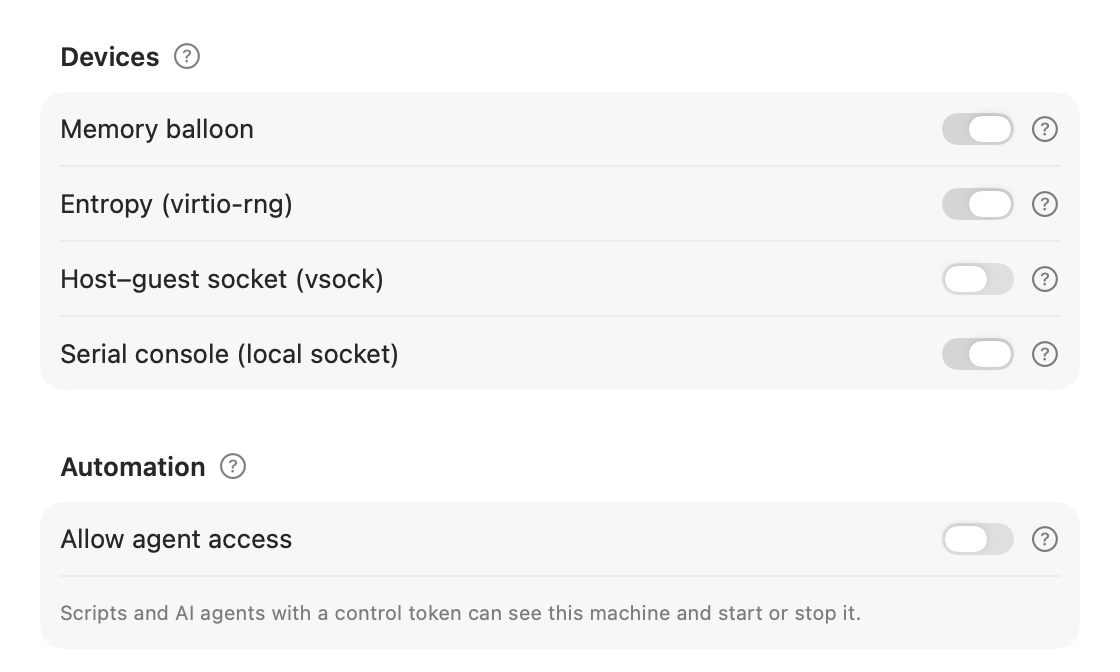 Devices ?
Memory balloon ?
Entropy (virtio-rng) ?
Host–guest socket (vsock) ?
Serial console (local socket) ?
Automation ?
Allow agent access ?
Scripts and AI agents with a control token can see this machine and start or stop it.